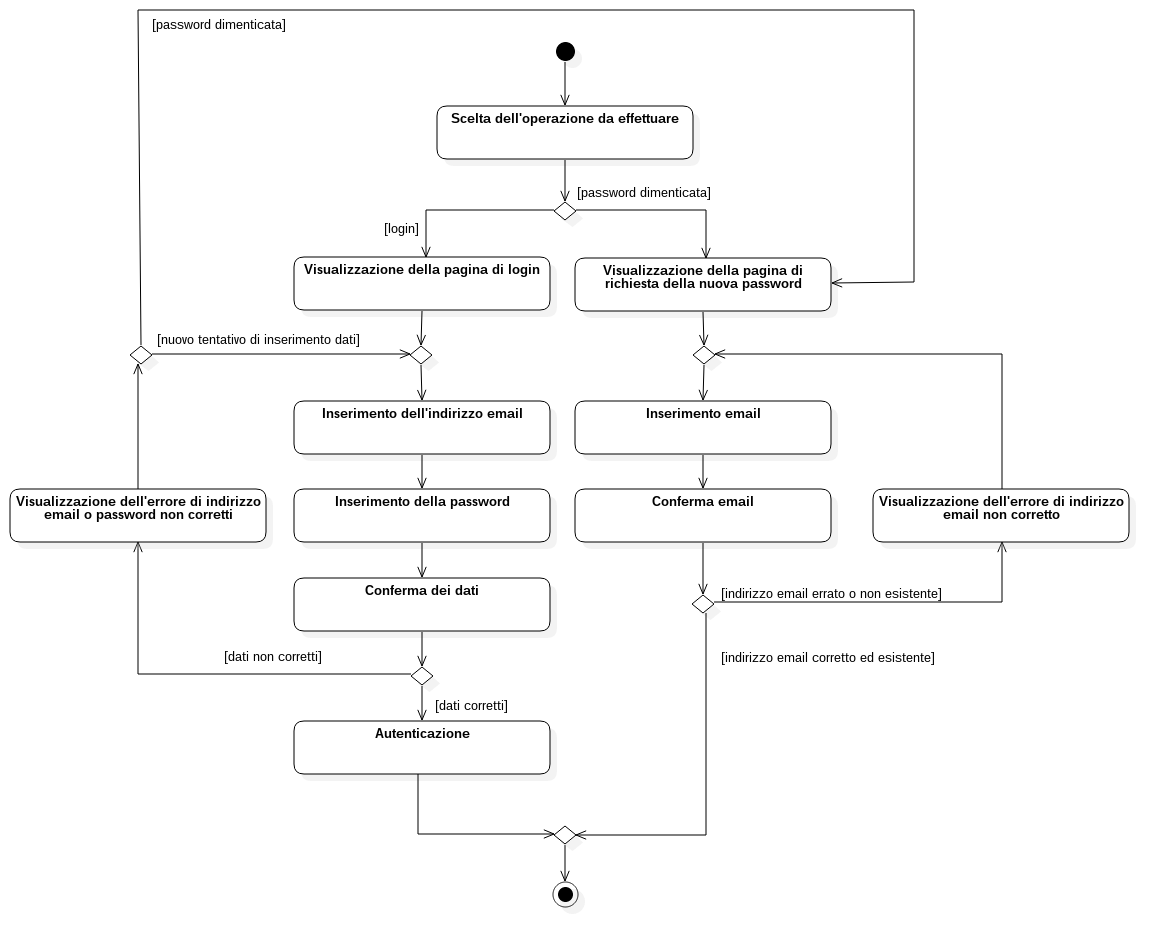 [password dimenticata]
Scelta dell'operazione da effettuare
[password dimenticata]
[login]
Visualizzazione della pagina di login
Visualizzazione della pagina di
richiesta della nuova password
[nuovo tentativo di inserimento dati]
Inserimento dell'indirizzo email
Inserimento email
Visualizzazione dell'errore di indirizzo
email o password non corretti
Inserimento della password
Conferma email
Visualizzazione dell'errore di indirizzo
email non corretto
Conferma dei dati
[indirizzo email errato o non esistente]
[dati non corretti]
[indirizzo email corretto ed esistente]
[dati corretti]
Autenticazione